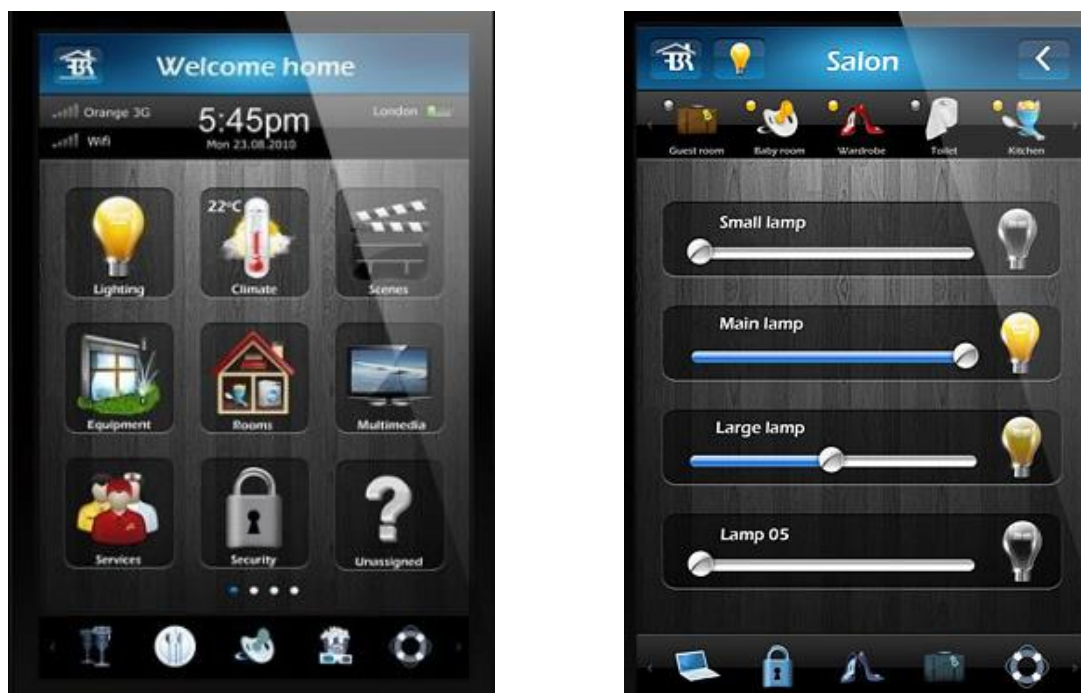 Welcome home
Orange 3G
5:45pm
London
Wifi
Mon 23.08.2010
22°C
Lighting
Climate
Scenes
Equipment
Rooms
Multimedia
Services
Security
Unassigned
Salon
Guest room
Baby room
Wardrobe
Toilet
Kitchen
Small lamp
Main lamp
Large lamp
Lamp 05